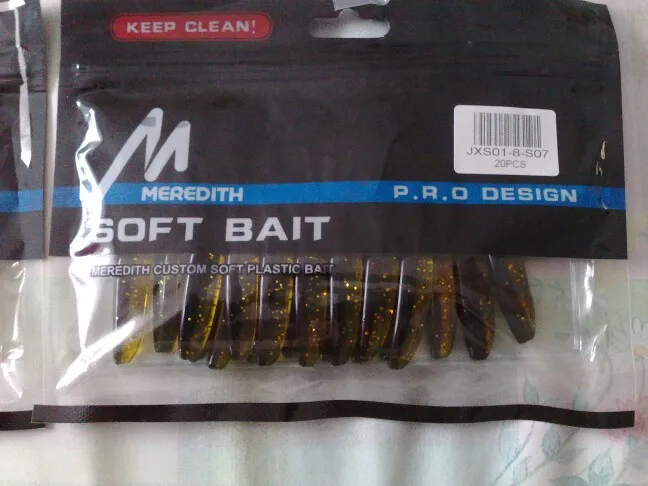 KEEP CLEAN!
JXS01-8-S07
20PCS
MEREDITH
P.R.O DESIGN
SOFT BAIT
MEREDITH CUSTOM SOFT PLASTIC BAIT